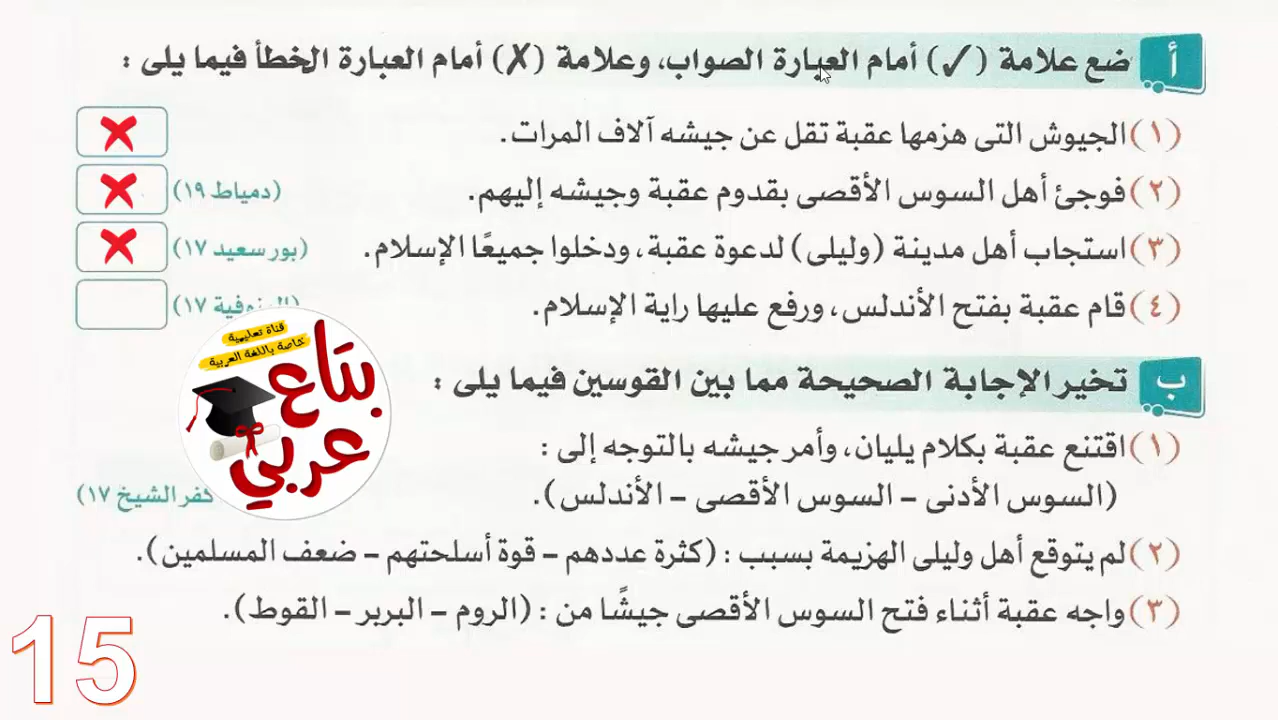 أ ضع علامة (✓) أمام العبارة الصواب، وعلامة (✗) أمام العبارة الخطأ فيما يلى :
(١) الجيوش التى هزمها عقبة تقل عن جيشه آلاف المرات.
(٢) فوجئ أهل السوس الأقصى بقدوم عقبة وجيشه إليهم. (دمياط ١٩)
(٣) استجاب أهل مدينة (وليلى) لدعوة عقبة، ودخلوا جميعًا الإسلام. (بورسعيد ١٧)
(٤) قام عقبة بفتح الأندلس، ورفع عليها راية الإسلام. ١٧)
قناة تعليمية
خاصة باللغة العربية
بتاع
عربي
ب تخير الإجابة الصحيحة مما بين القوسين فيما يلى :
(١) اقتنع عقبة بكلام يليان، وأمر جيشه بالتوجه إلى :
(السوس الأدنى – السوس الأقصى – الأندلس). كفر الشيخ ١٧)
(٢) لم يتوقع أهل وليلى الهزيمة بسبب : (كثرة عددهم – قوة أسلحتهم – ضعف المسلمين).
(٣) واجه عقبة أثناء فتح السوس الأقصى جيشًا من : (الروم – البربر – القوط).
15